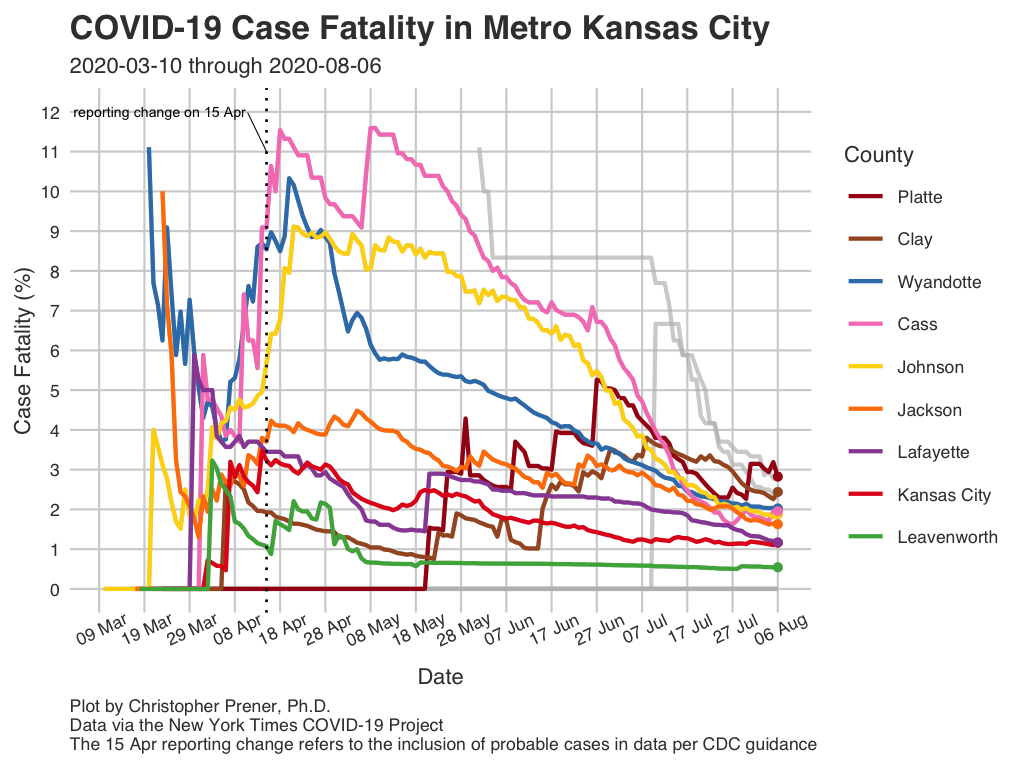 COVID-19 Case Fatality in Metro Kansas City
2020-03-10 through 2020-08-06
reporting change on 15 Apr
Case Fatality (%)
12
11
10
9
8
7
6
5
4
3
2
1
0
09 Mar
19 Mar
29 Mar
08 Apr
18 Apr
28 Apr
08 May
18 May
28 May
07 Jun
17 Jun
27 Jun
07 Jul
17 Jul
27 Jul
06 Aug
Date
County
Platte
Clay
Wyandotte
Cass
Johnson
Jackson
Lafayette
Kansas City
Leavenworth
Plot by Christopher Prener, Ph.D.
Data via the New York Times COVID-19 Project
The 15 Apr reporting change refers to the inclusion of probable cases in data per CDC guidance